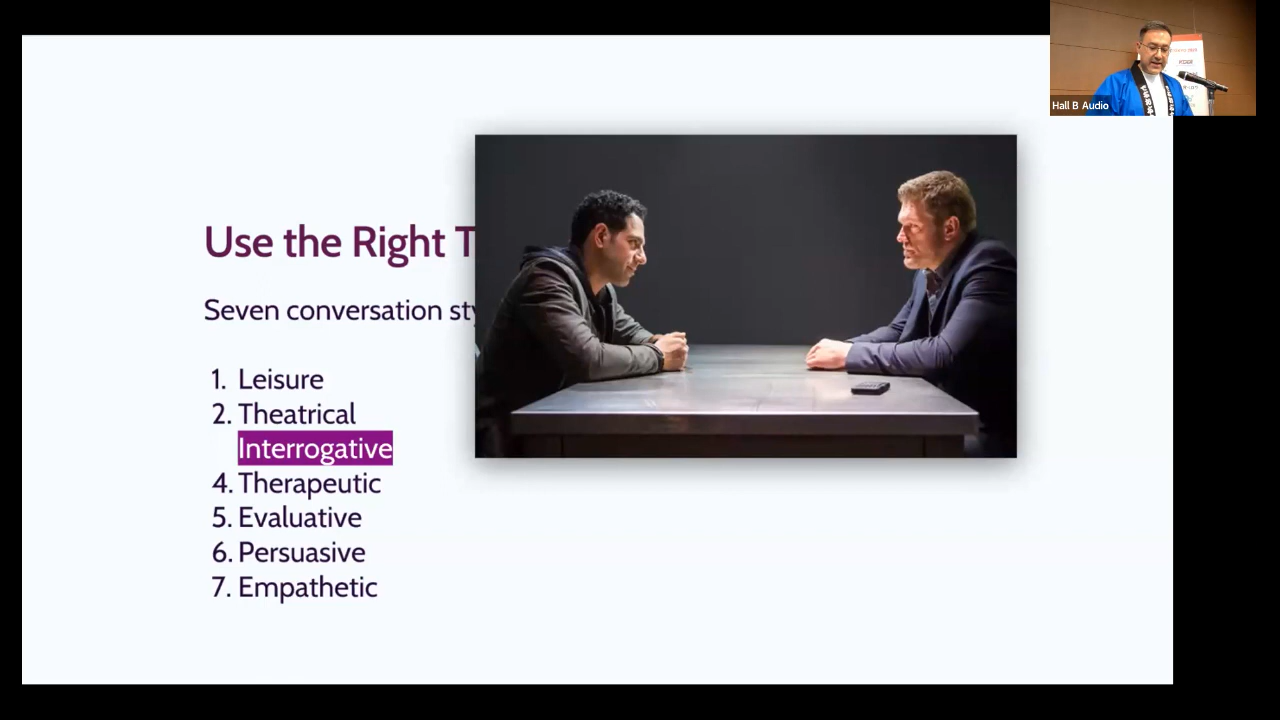 Use the Right T
Seven conversation sty
1. Leisure
2. Theatrical
Interrogative
4. Therapeutic
5. Evaluative
6. Persuasive
7. Empathetic
Hall B Audio